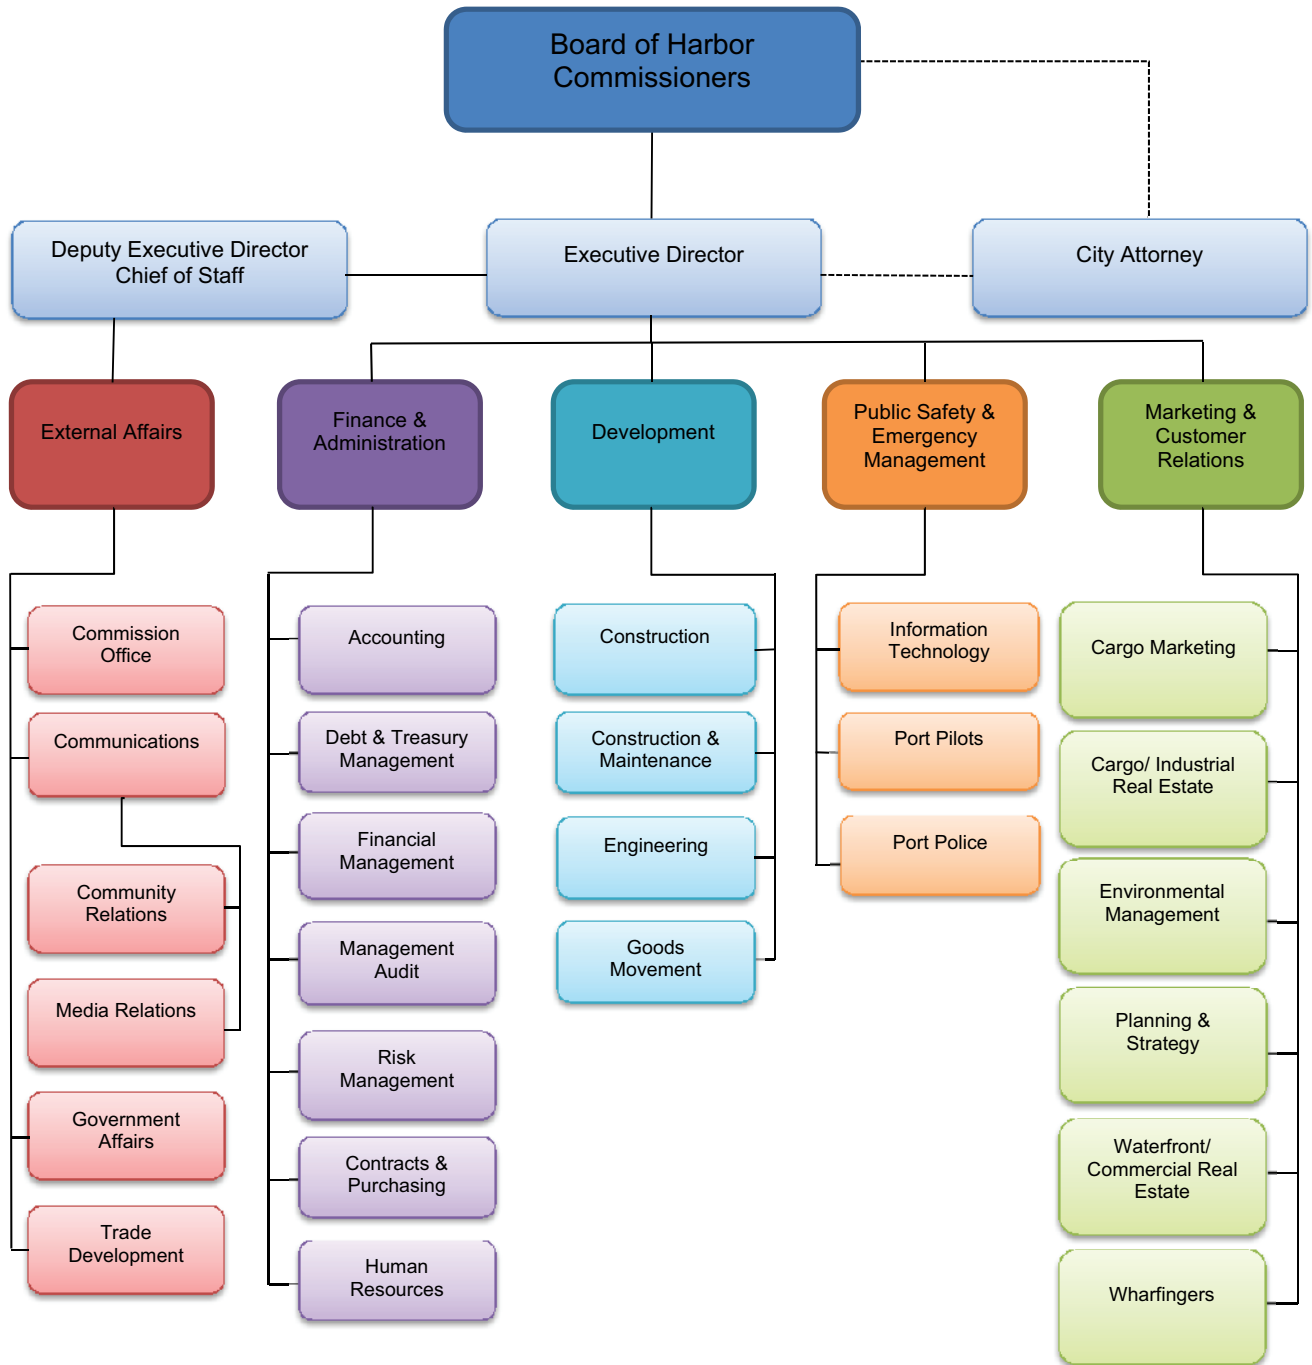 Board of Harbor
Commissioners
Deputy Executive Director
Chief of Staff
Executive Director
City Attorney
External Affairs
Finance &
Administration
Development
Public Safety &
Emergency
Management
Marketing &
Customer
Relations
Commission
Office
Communications
Community
Relations
Media Relations
Government
Affairs
Trade
Development
Accounting
Debt & Treasury
Management
Financial
Management
Management
Audit
Risk
Management
Contracts &
Purchasing
Human
Resources
Construction
Construction &
Maintenance
Engineering
Goods
Movement
Information
Technology
Port Pilots
Port Police
Cargo Marketing
Cargo/ Industrial
Real Estate
Environmental
Management
Planning &
Strategy
Waterfront/
Commercial Real
Estate
Wharfingers